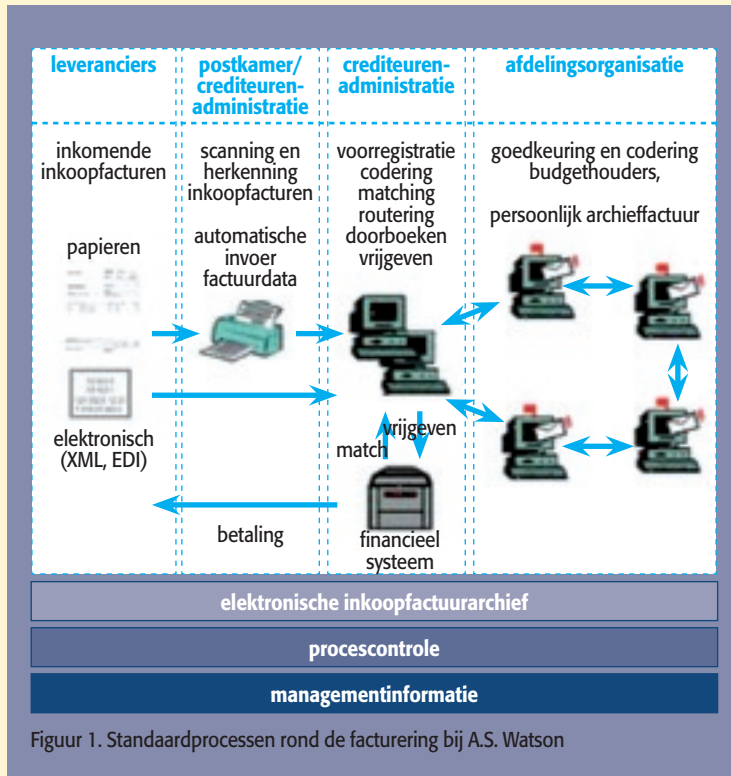 leveranciers
postkamer/
crediteuren-
administratie
crediteuren-
administratie
afdelingsorganisatie
inkomende
inkoopfacturen
papieren
elektronisch
(XML, EDI)
scanning en
herkenning
inkoopfacturen
automatische
invoer
factuurdata
voorregistratie
codering
matching
routering
doorboeken
vrijgeven
goedkeuring en codering
budgethouders,
persoonlijk archieffactuur
vrijgeven
match
betaling
financieel
systeem
elektronische inkoopfactuurarchief
procescontrole
managementinformatie
Figuur 1. Standaardprocessen rond de facturering bij A.S. Watson